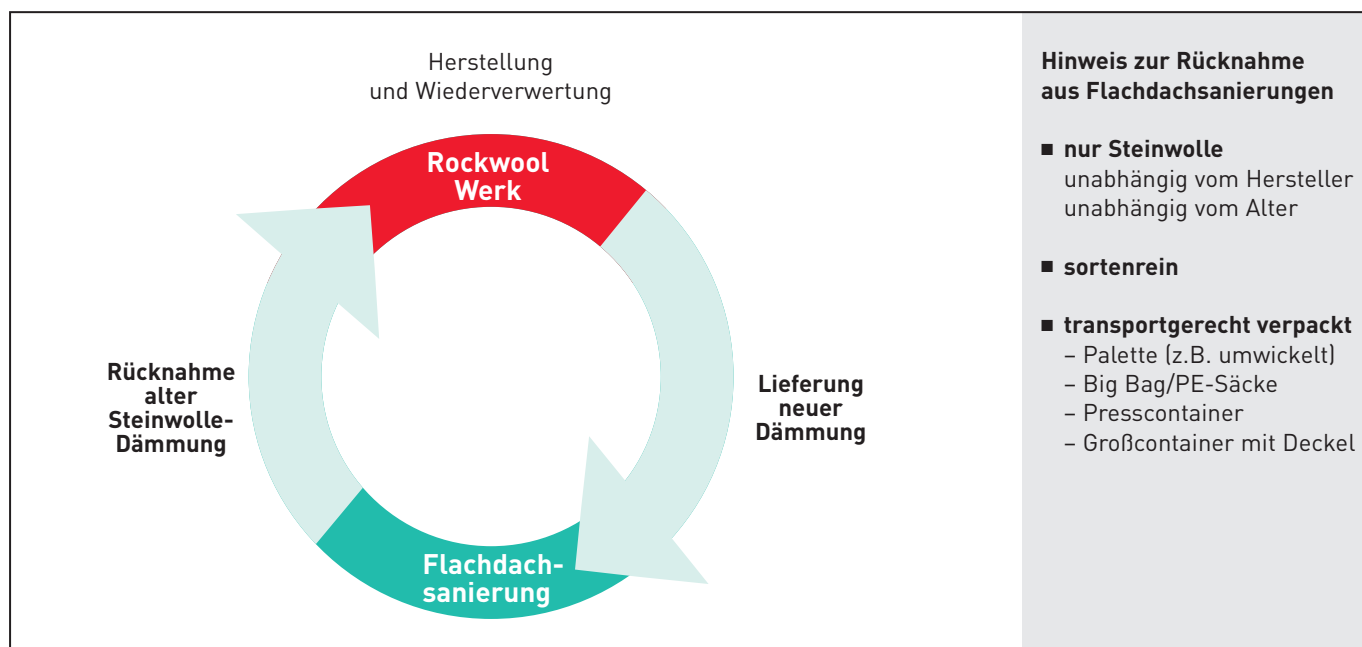 Herstellung
und Wiederverwertung
Rockwool
Werk
Rücknahme
alter
Steinwolle-
Dämmung
Lieferung
neuer
Dämmung
Flachdach-
sanierung
Hinweis zur Rücknahme
aus Flachdachsanierungen
■ nur Steinwolle
unabhängig vom Hersteller
unabhängig vom Alter
■ sortenrein
■ transportgerecht verpackt
– Palette (z.B. umwickelt)
– Big Bag/PE-Säcke
– Presscontainer
– Großcontainer mit Deckel